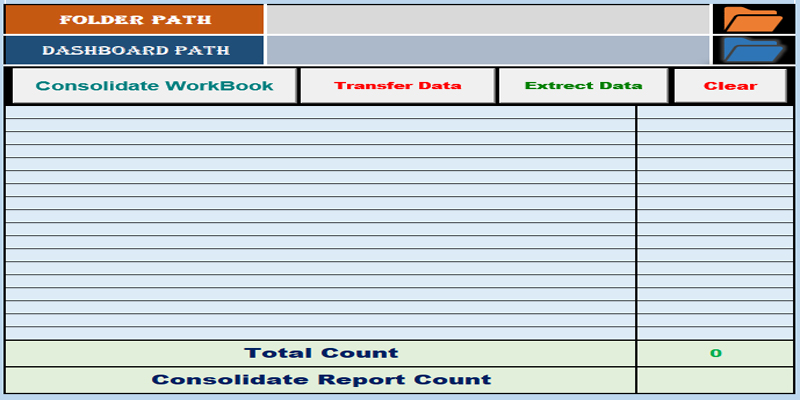 FOLDER PATH
DASHBOARD PATH
Consolidate WorkBook Transfer Data Extrect Data Clear
Total Count 0
Consolidate Report Count